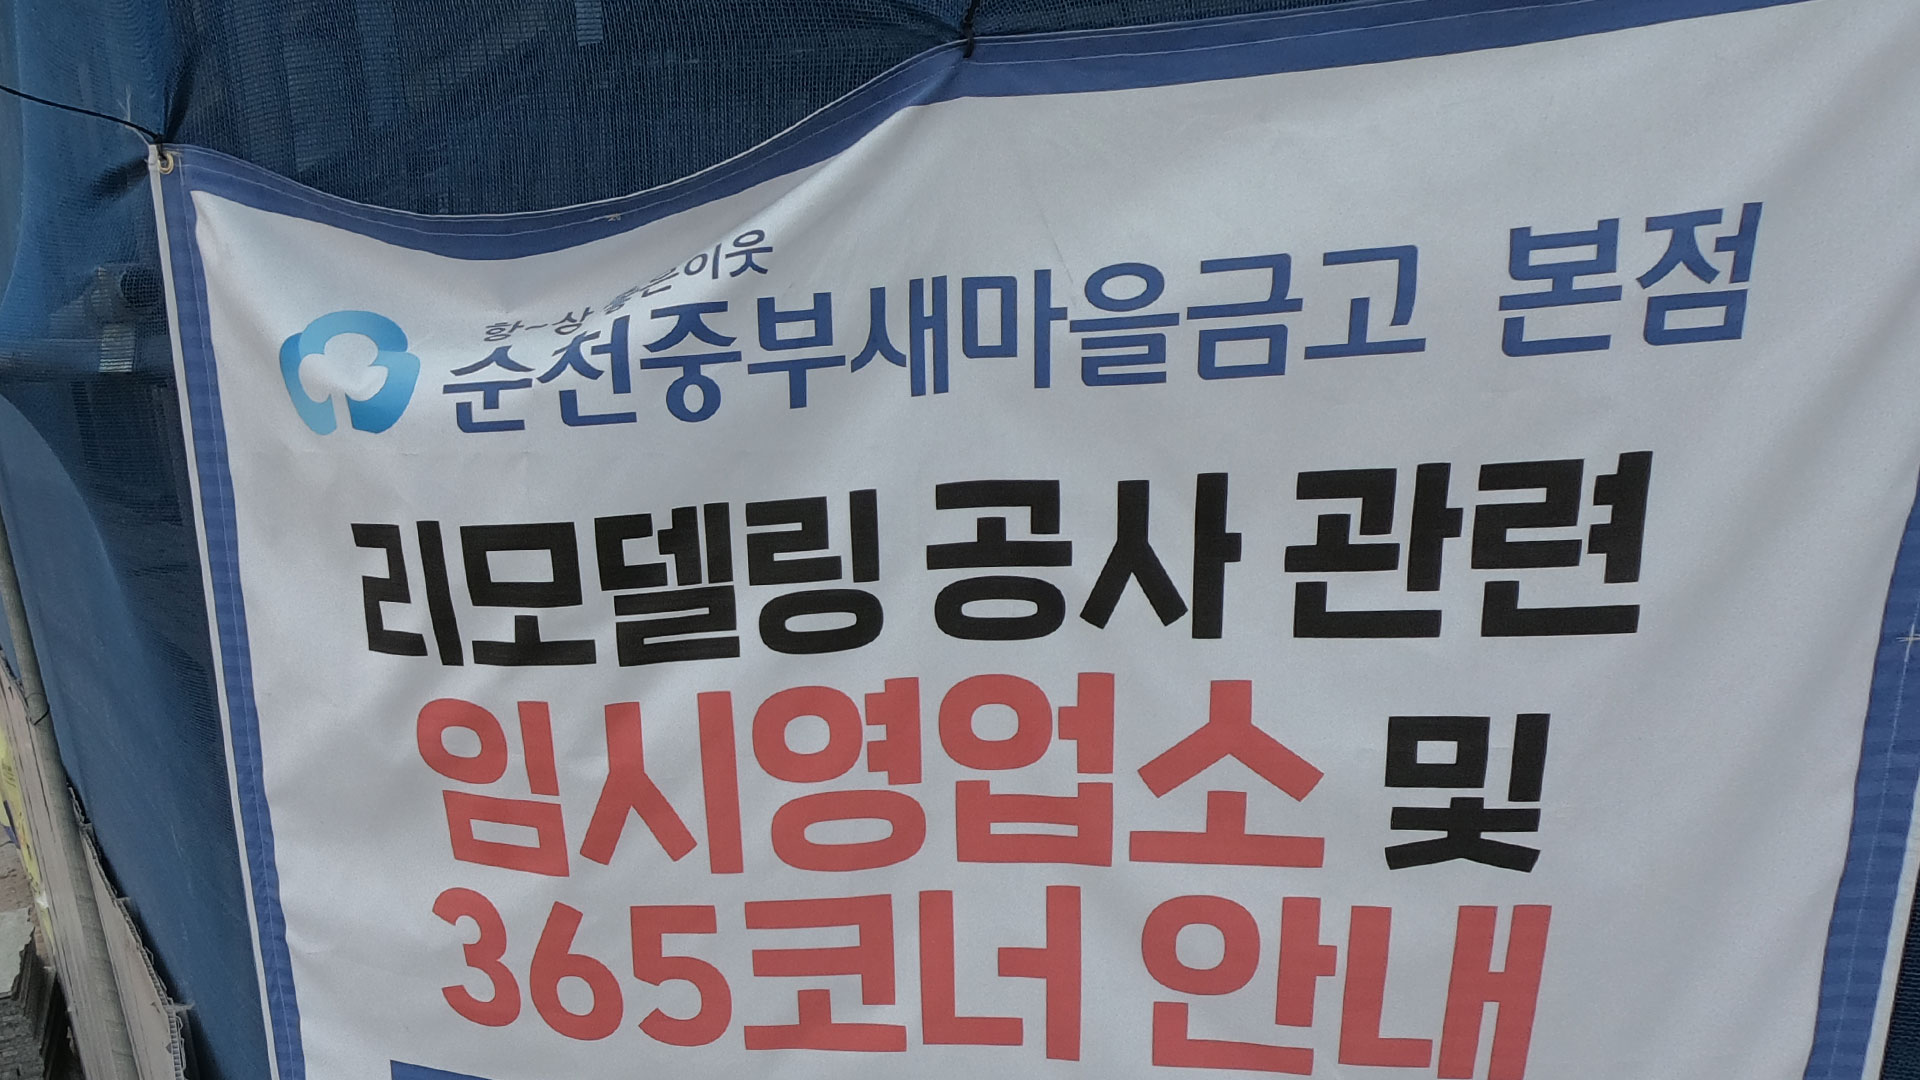 항~상 좋은이웃
순천중부새마을금고 본점
리모델링 공사 관련
임시영업소 및
365코너 안내